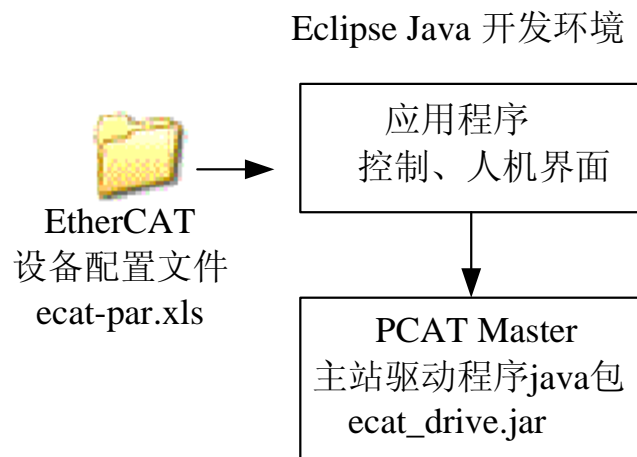 Eclipse Java 开发环境
应用程序
控制、人机界面
EtherCAT
设备配置文件
ecat-par.xls
PCAT Master
主站驱动程序java包
ecat_drive.jar